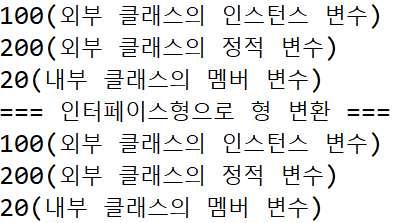 100(외부 클래스의 인스턴스 변수)
200(외부 클래스의 정적 변수)
20(내부 클래스의 멤버 변수)
=== 인터페이스형으로 형 변환 ===
100(외부 클래스의 인스턴스 변수)
200(외부 클래스의 정적 변수)
20(내부 클래스의 멤버 변수)